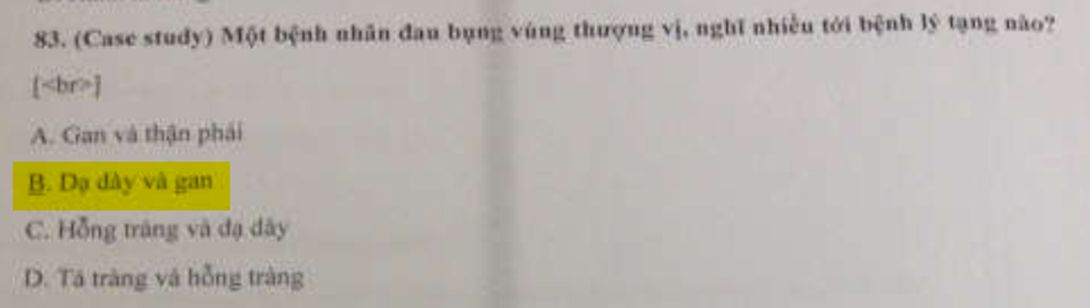 83. (Case study) Một bệnh nhân đau bụng vùng thượng vị, nghĩ nhiều tới bệnh lý tạng nào?
[<br>]
A. Gan và thận phải
B. Dạ dày và gan
C. Hỗng tràng và dạ dày
D. Tá tràng và hỗng tràng